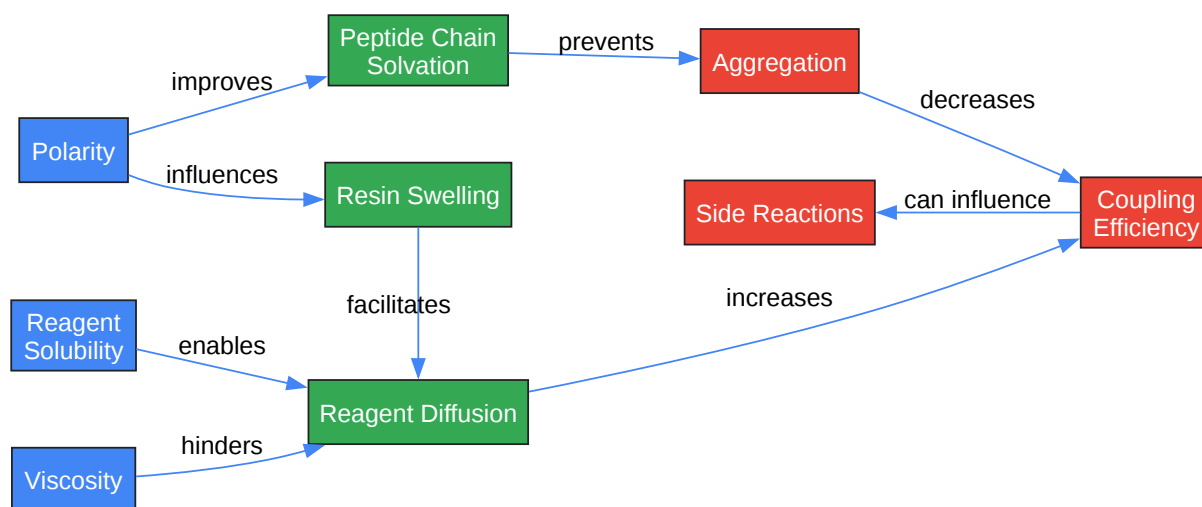 Peptide Chain
Solvation
prevents
Aggregation
improves
decreases
Polarity
influences
Resin Swelling
Side Reactions
can influence
Coupling
Efficiency
facilitates
increases
Reagent
Solubility
enables
Reagent Diffusion
hinders
Viscosity